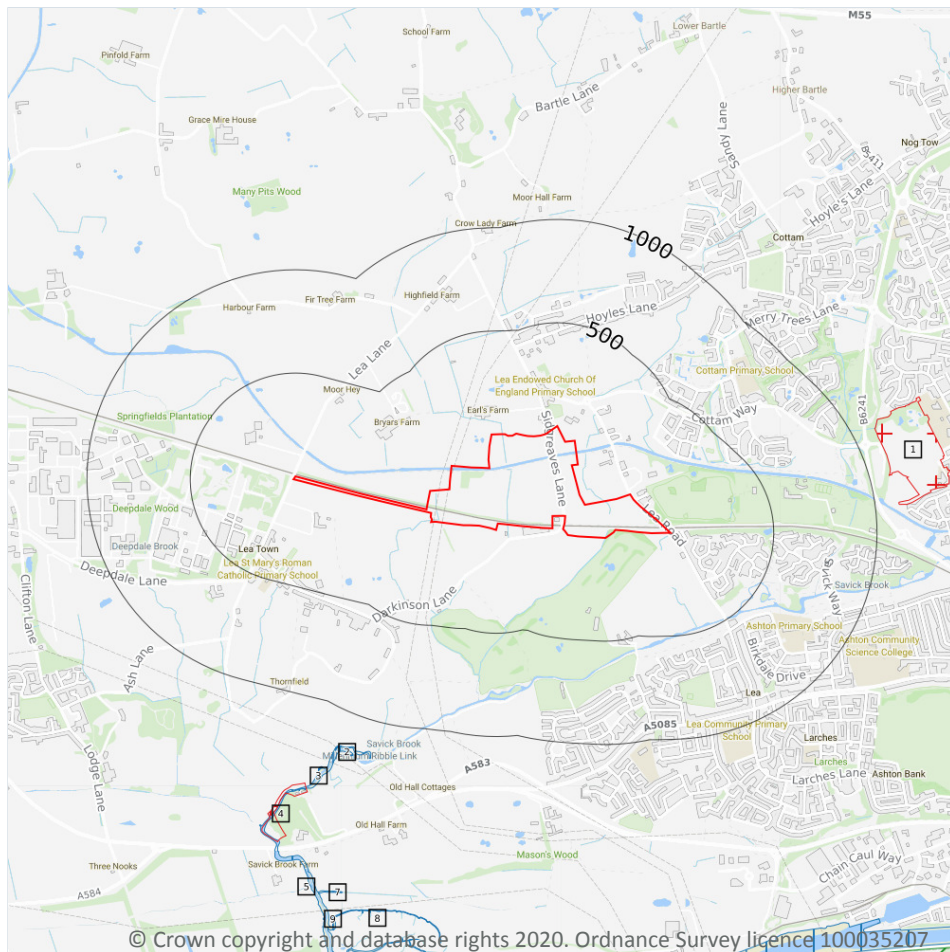 M55
School Farm
Lower Bartle
Pinfold Farm
Higher Bartle
Bartle Lane
Grace Mire House
Sandy Lane
Nog Tow
B5411
Many Pits Wood
Hoyle's Lane
Moor Hall Farm
Crow Lady Farm
Cottam
1000
Highfield Farm
Fir Tree Farm
Harbour Farm
Hoyles Lane
Merry Trees Lane
500
Lea Lane
Cottam Primary School
Lea Endowed Church Of
England Primary School
Moor Hey
B6241
Earl's Farm
Springfields Plantation
Bryars Farm
Cottam Way
Sidgreaves Lane
1
Deepdale Wood
Lea Road
Deepdale Brook
Lea Town
Lea St Mary's Roman
Catholic Primary School
Deepdale Lane
Clifton Lane
Savick Brook
Savick Way
Darkinson Lane
Ashton Primary School
Ashton Community
Science College
Birkdale Drive
Ash Lane
Thornfield
Lea
A5085
Lea Community Primary
School
Larches
Savick Brook
Ribble Link
2
Lodge Lane
3
A583
Larches
Larches Lane
Ashton Bank
Old Hall Cottages
4
Old Hall Farm
Mason's Wood
Three Nooks
Savick Brook Farm
Chain Caul Way
A584
5
7
9
8
© Crown copyright and database rights 2020. Ordnance Survey licence 100035207